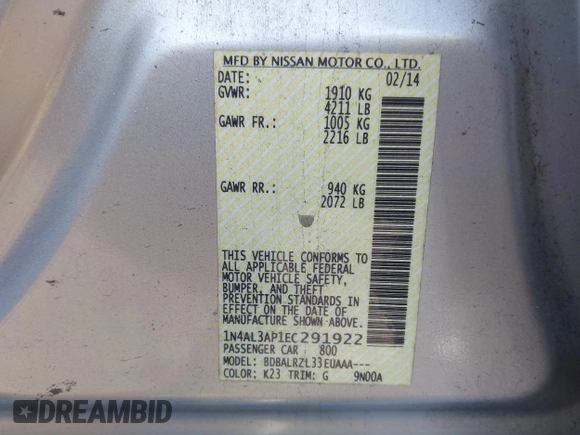 MFD BY NISSAN MOTOR CO., LTD.
DATE: 02/14
GVWR: 1910 KG
4211 LB
GAWR FR.: 1005 KG
2216 LB
GAWR RR.: 940 KG
2072 LB
THIS VEHICLE CONFORMS TO
ALL APPLICABLE FEDERAL
MOTOR VEHICLE SAFETY,
BUMPER, AND THEFT
PREVENTION STANDARDS IN
EFFECT ON THE DATE OF
MANUFACTURE SHOWN ABOVE.
1N4AL3AP1EC291922
PASSENGER CAR 800
MODEL: BDBALRZL33EUAAA---
COLOR: K23 TRIM: G 9N00A
DREAMBID